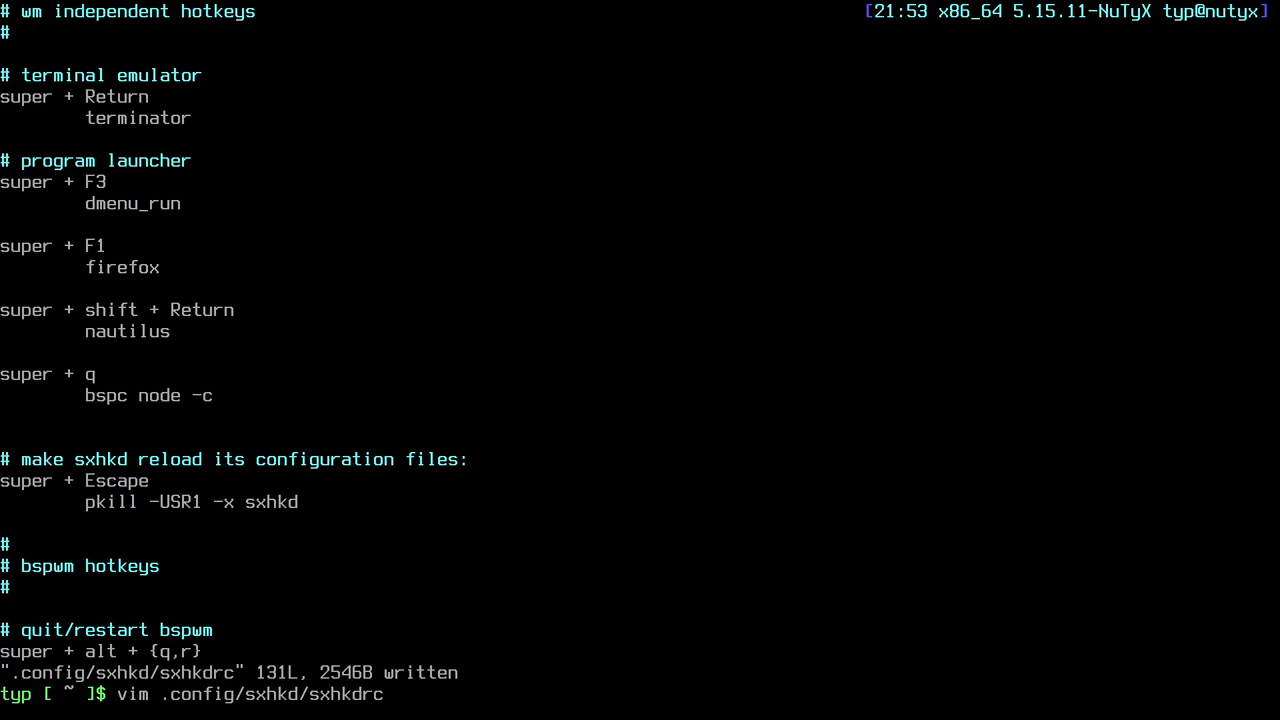 # wm independent hotkeys [21:53 x86_64 5.15.11-NuTyX typ@nutyx]
#
# terminal emulator
super + Return
terminator
# program launcher
super + F3
dmenu_run
super + F1
firefox
super + shift + Return
nautilus
super + q
bspc node -c
# make sxhkd reload its configuration files:
super + Escape
pkill -USR1 -x sxhkd
#
# bspwm hotkeys
#
# quit/restart bspwm
super + alt + {q,r}
".config/sxhkd/sxhkdrc" 131L, 2546B written
typ [ ~ ]$ vim .config/sxhkd/sxhkdrc